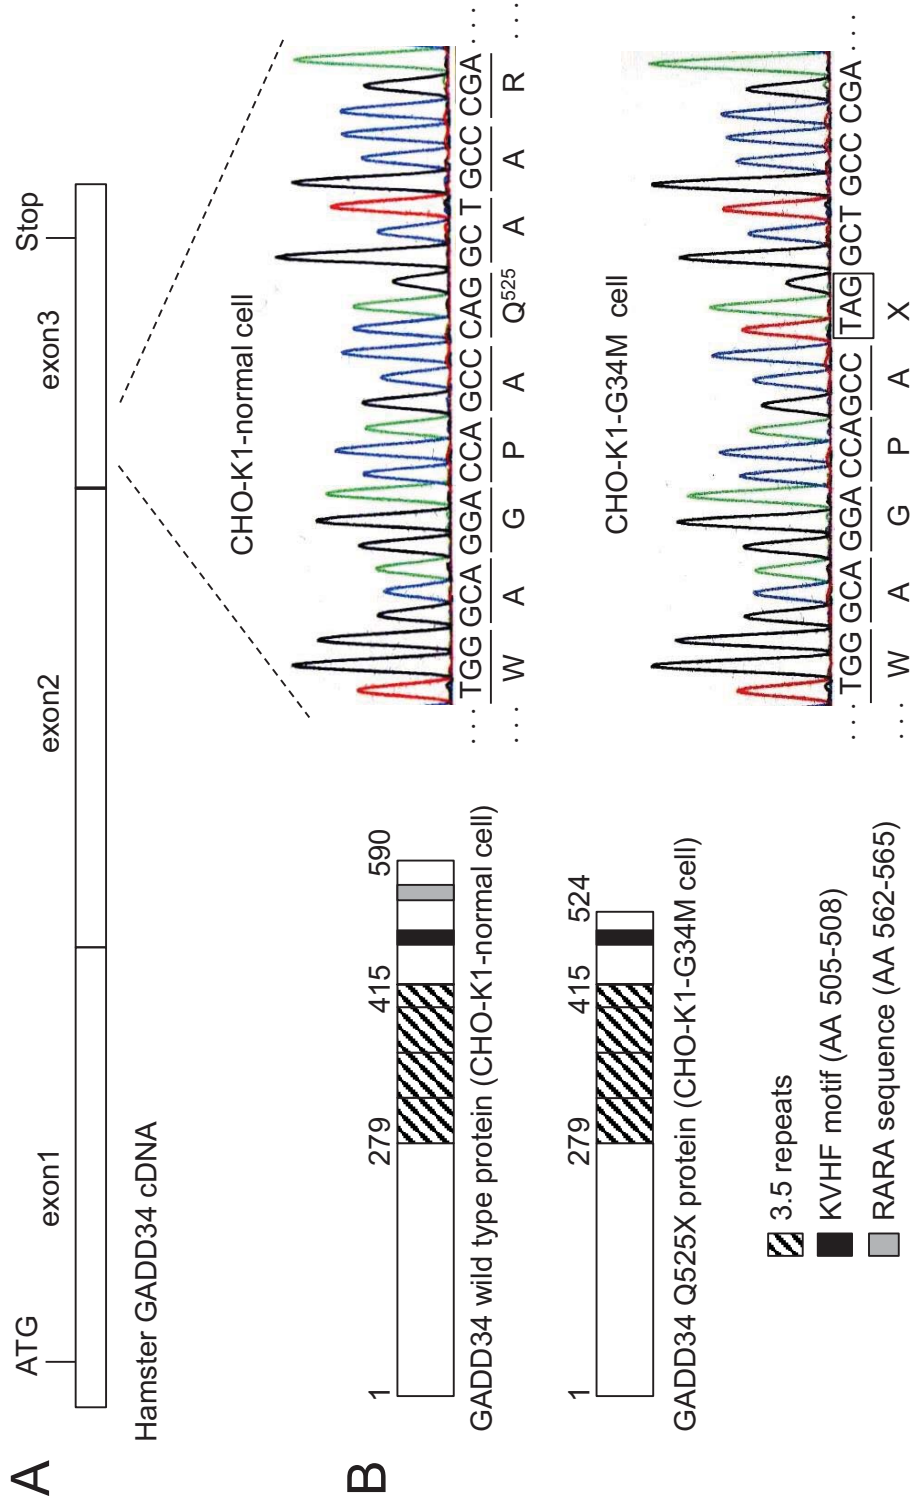 A
ATG
exon1
exon2
exon3
Stop
Hamster GADD34 cDNA
CHO-K1-normal cell
... TGG GCA GGA CCA GCC CAG GCT GCC CGA ...
... W A G P A Q525 A A R ...
CHO-K1-G34M cell
... TGG GCA GGA CCAGCC TAG GCT GCC CGA ...
... W A G P A X
B
1 279 415 590
GADD34 wild type protein (CHO-K1-normal cell)
1 279 415 524
GADD34 Q525X protein (CHO-K1-G34M cell)
3.5 repeats
KVHF motif (AA 505-508)
RARA sequence (AA 562-565)